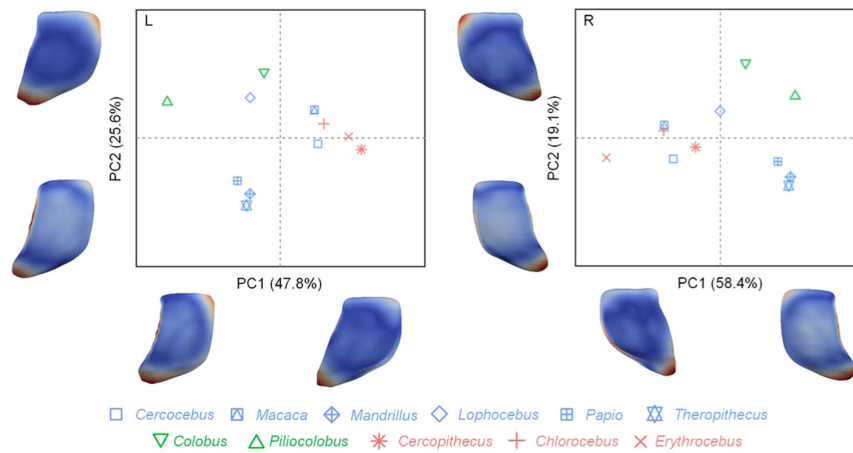 L
R
PC2 (25.6%)
PC2 (19.1%)
PC1 (47.8%)
PC1 (58.4%)
Cercocebus Macaca Mandrillus Lophocebus Papio Theropithecus
Colobus Piliocolobus Cercopithecus Chlorocebus Erythrocebus